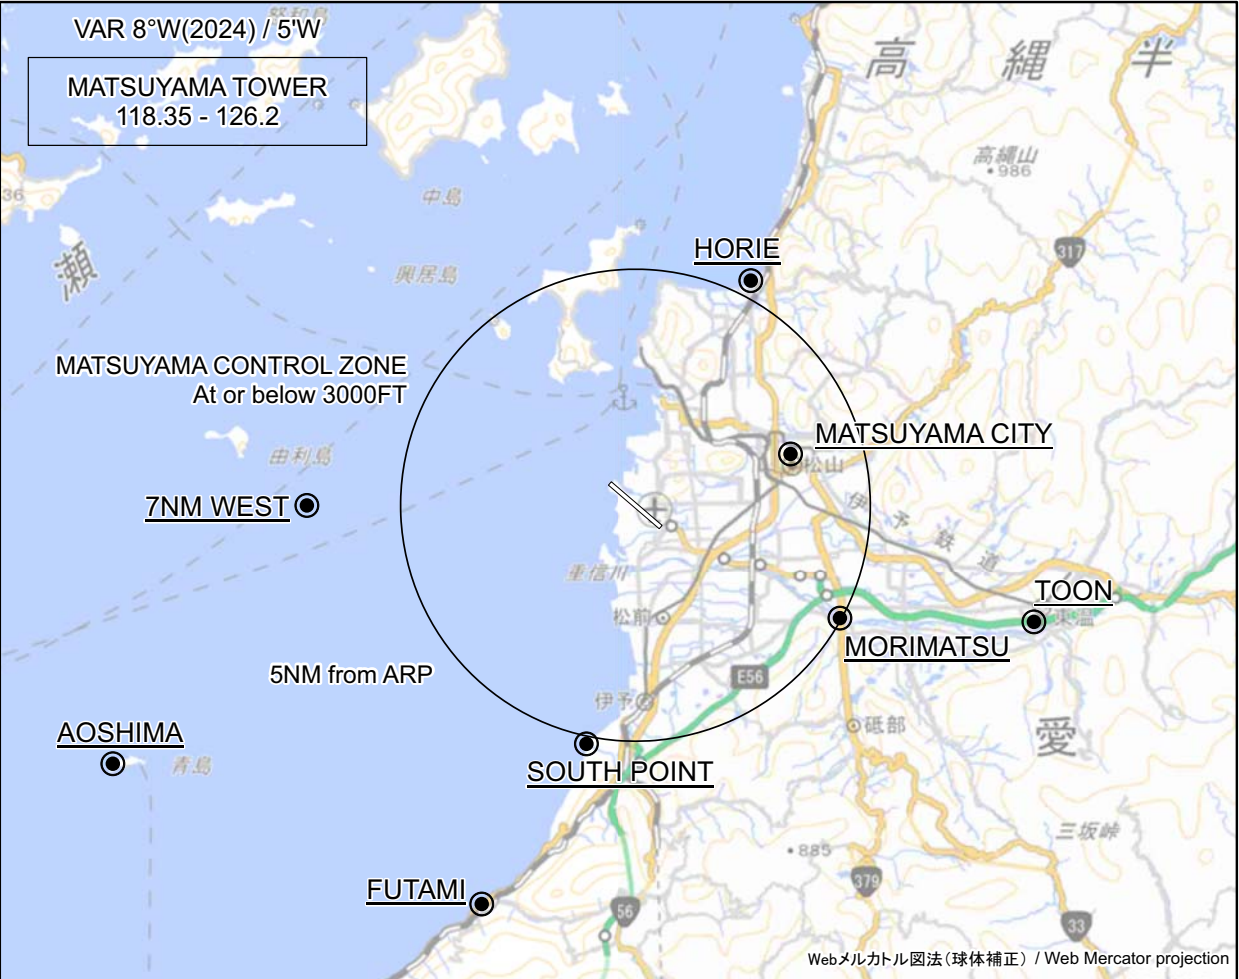 怒和島
VAR 8°W(2024) / 5'W
MATSUYAMA TOWER
118.35 - 126.2
高縄半
高縄山
・986
36
中島
瀬
興居島
HORIE
317
MATSUYAMA CONTROL ZONE
At or below 3000FT
MATSUYAMA CITY
松山
由利島
7NM WEST
伊予鉄道
重信川
松前
TOON
東温
MORIMATSU
5NM from ARP
E56
伊予
砥部
愛
AOSHIMA
青島
SOUTH POINT
三坂峠
・885
379
FUTAMI
56
33
Webメルカトル図法(球体補正) / Web Mercator projection